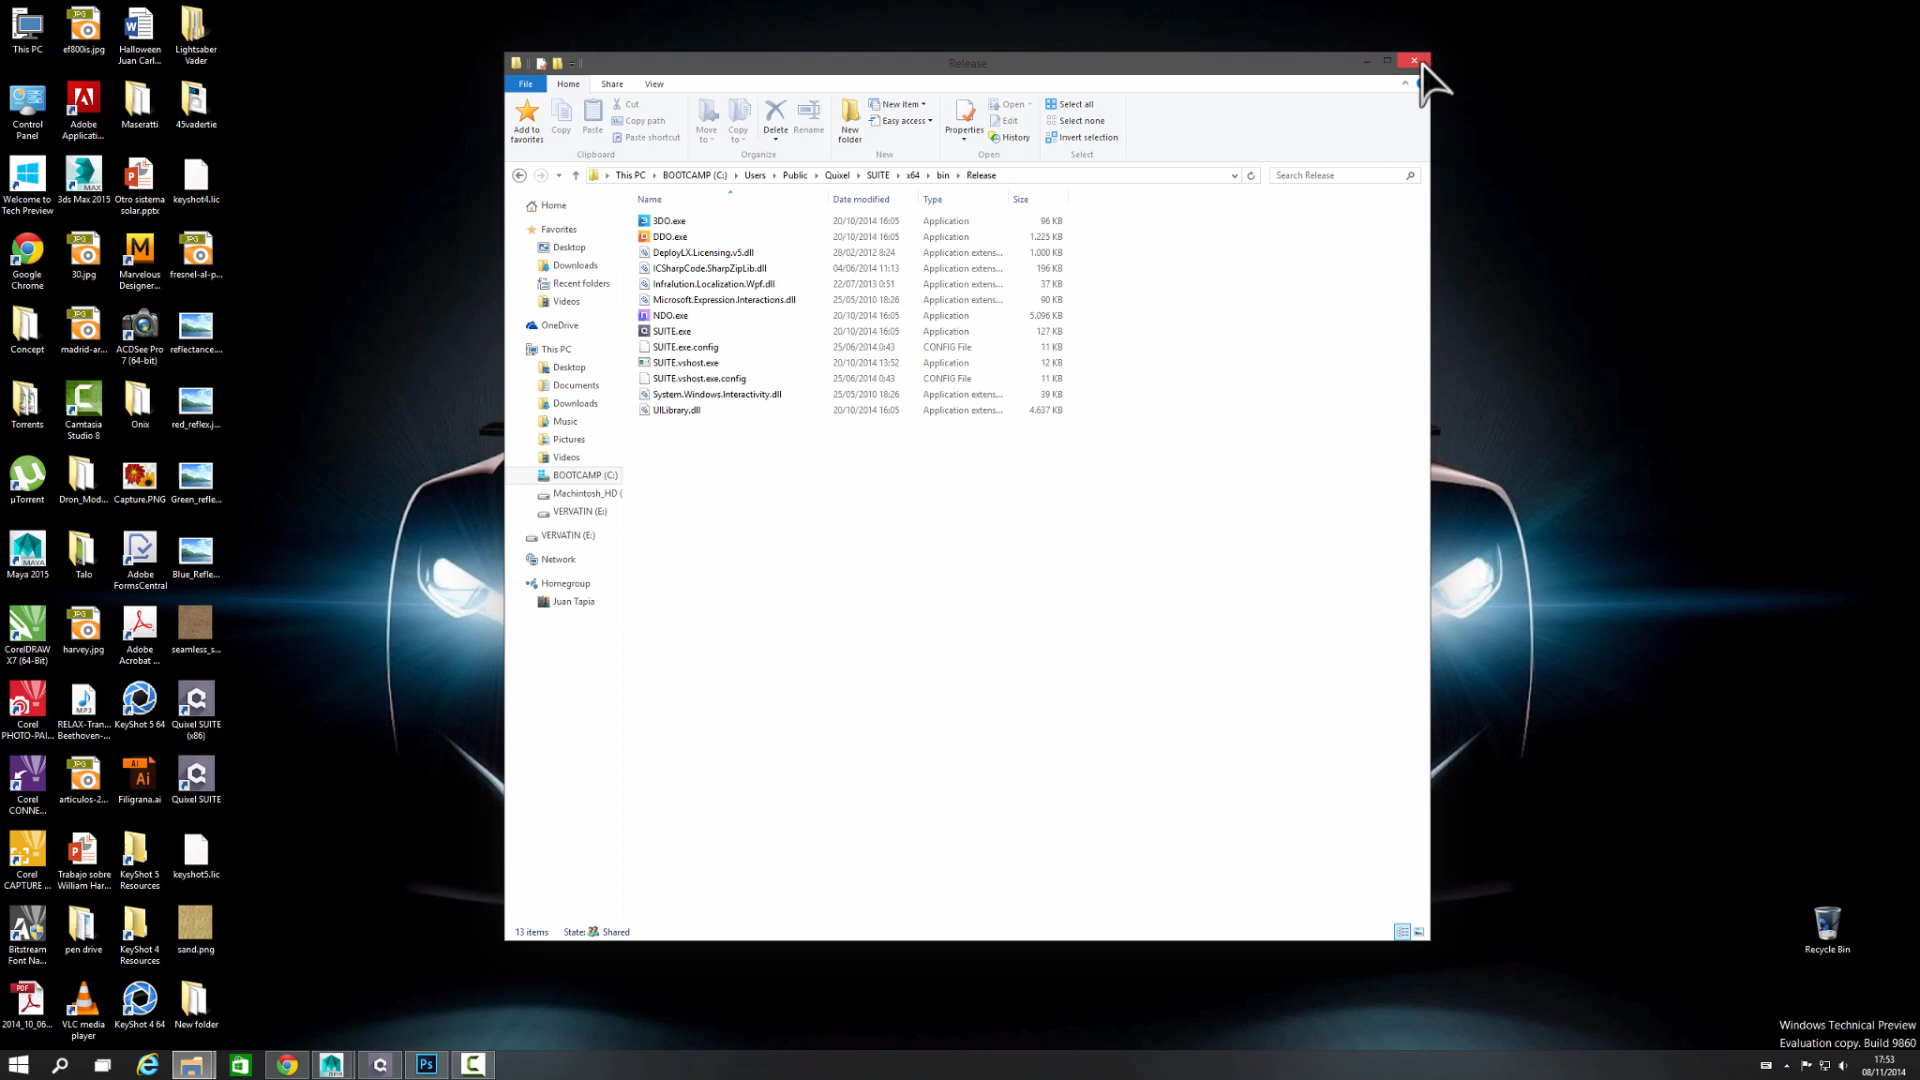 This PC
ef800is.jpg
Halloween
Juan Carl...
Lightsaber
Vader
Control
Panel
Adobe
Applicati...
Maseratti
45vadertie
Welcome to
Tech Preview
3ds Max 2015
Otro sistema
solar.pptx
keyshot4.lic
Google
Chrome
30.jpg
Marvelous
Designer...
fresnel-al-p...
Concept
madrid-ar...
ACDSee Pro
7 (64-bit)
reflectance....
Torrents
Camtasia
Studio 8
Onix
red_reflex.j...
µTorrent
Dron_Mod...
Capture.PNG
Green_refle...
Maya 2015
Talo
Adobe
FormsCentral
Blue_Refle...
CorelDRAW
X7 (64-Bit)
harvey.jpg
Adobe
Acrobat ...
seamless_s...
Corel
PHOTO-PAI...
RELAX-Tran...
Beethoven-...
KeyShot 5 64
Quixel SUITE
(x86)
Corel
CONNE...
articulos-2...
Filigrana.ai
Quixel SUITE
Corel
CAPTURE ...
Trabajo sobre
William Har...
KeyShot 5
Resources
keyshot5.lic
Bitstream
Font Na...
pen drive
KeyShot 4
Resources
sand.png
2014_10_06...
VLC media
player
KeyShot 4 64
New folder
Release
File Home Share View
Add to
favorites
Copy
Paste
Cut
Copy path
Paste shortcut
Clipboard
Move
to
Copy
to
Delete
Rename
Organize
New
folder
New item
Easy access
New
Properties
Open
Edit
History
Open
Select all
Select none
Invert selection
Select
This PC BOOTCAMP (C:) Users Public Quixel SUITE x64 bin Release
Search Release
Home
Favorites
Desktop
Downloads
Recent folders
Videos
OneDrive
This PC
Desktop
Documents
Downloads
Music
Pictures
Videos
BOOTCAMP (C:)
Machintosh_HD (
VERVATIN (E:)
VERVATIN (E:)
Network
Homegroup
Juan Tapia
Name Date modified Type Size
3DO.exe 20/10/2014 16:05 Application 96 KB
DDO.exe 20/10/2014 16:05 Application 1.225 KB
DeployLX.Licensing.v5.dll 28/02/2012 8:24 Application extens... 1.000 KB
ICSharpCode.SharpZipLib.dll 04/06/2014 11:13 Application extens... 196 KB
Infralution.Localization.Wpf.dll 22/07/2013 0:51 Application extens... 37 KB
Microsoft.Expression.Interactions.dll 25/05/2010 18:26 Application extens... 90 KB
NDO.exe 20/10/2014 16:05 Application 5.096 KB
SUITE.exe 20/10/2014 16:05 Application 127 KB
SUITE.exe.config 25/06/2014 0:43 CONFIG File 11 KB
SUITE.vshost.exe 20/10/2014 13:52 Application 12 KB
SUITE.vshost.exe.config 25/06/2014 0:43 CONFIG File 11 KB
System.Windows.Interactivity.dll 25/05/2010 18:26 Application extens... 39 KB
UILibrary.dll 20/10/2014 16:05 Application extens... 4.637 KB
13 items State: Shared
Recycle Bin
Windows Technical Preview
Evaluation copy. Build 9860
17:53
08/11/2014